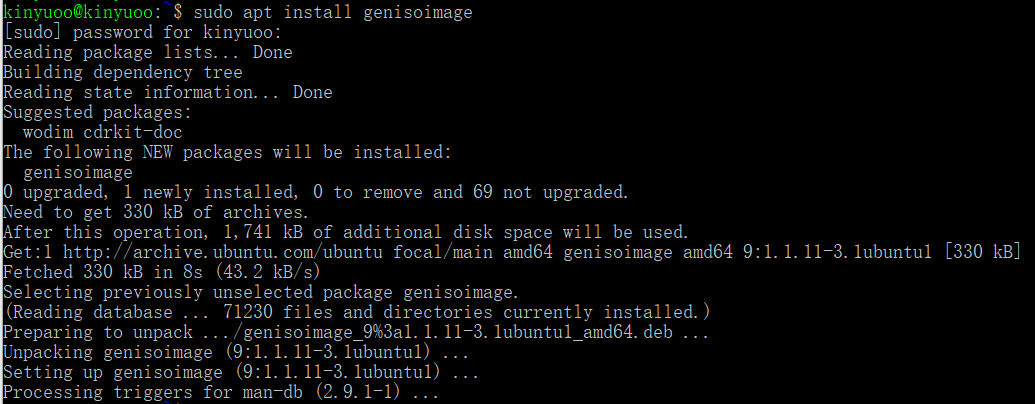 kinyuoo@kinyuoo:~$ sudo apt install genisoimage
[sudo] password for kinyuoo:
Reading package lists... Done
Building dependency tree
Reading state information... Done
Suggested packages:
  wodim cdrkit-doc
The following NEW packages will be installed:
  genisoimage
0 upgraded, 1 newly installed, 0 to remove and 69 not upgraded.
Need to get 330 kB of archives.
After this operation, 1,741 kB of additional disk space will be used.
Get:1 http://archive.ubuntu.com/ubuntu focal/main amd64 genisoimage amd64 9:1.1.11-3.1ubuntu1 [330 kB]
Fetched 330 kB in 8s (43.2 kB/s)
Selecting previously unselected package genisoimage.
(Reading database ... 71230 files and directories currently installed.)
Preparing to unpack .../genisoimage_9%3a1.1.11-3.1ubuntu1_amd64.deb ...
Unpacking genisoimage (9:1.1.11-3.1ubuntu1) ...
Setting up genisoimage (9:1.1.11-3.1ubuntu1) ...
Processing triggers for man-db (2.9.1-1) ...